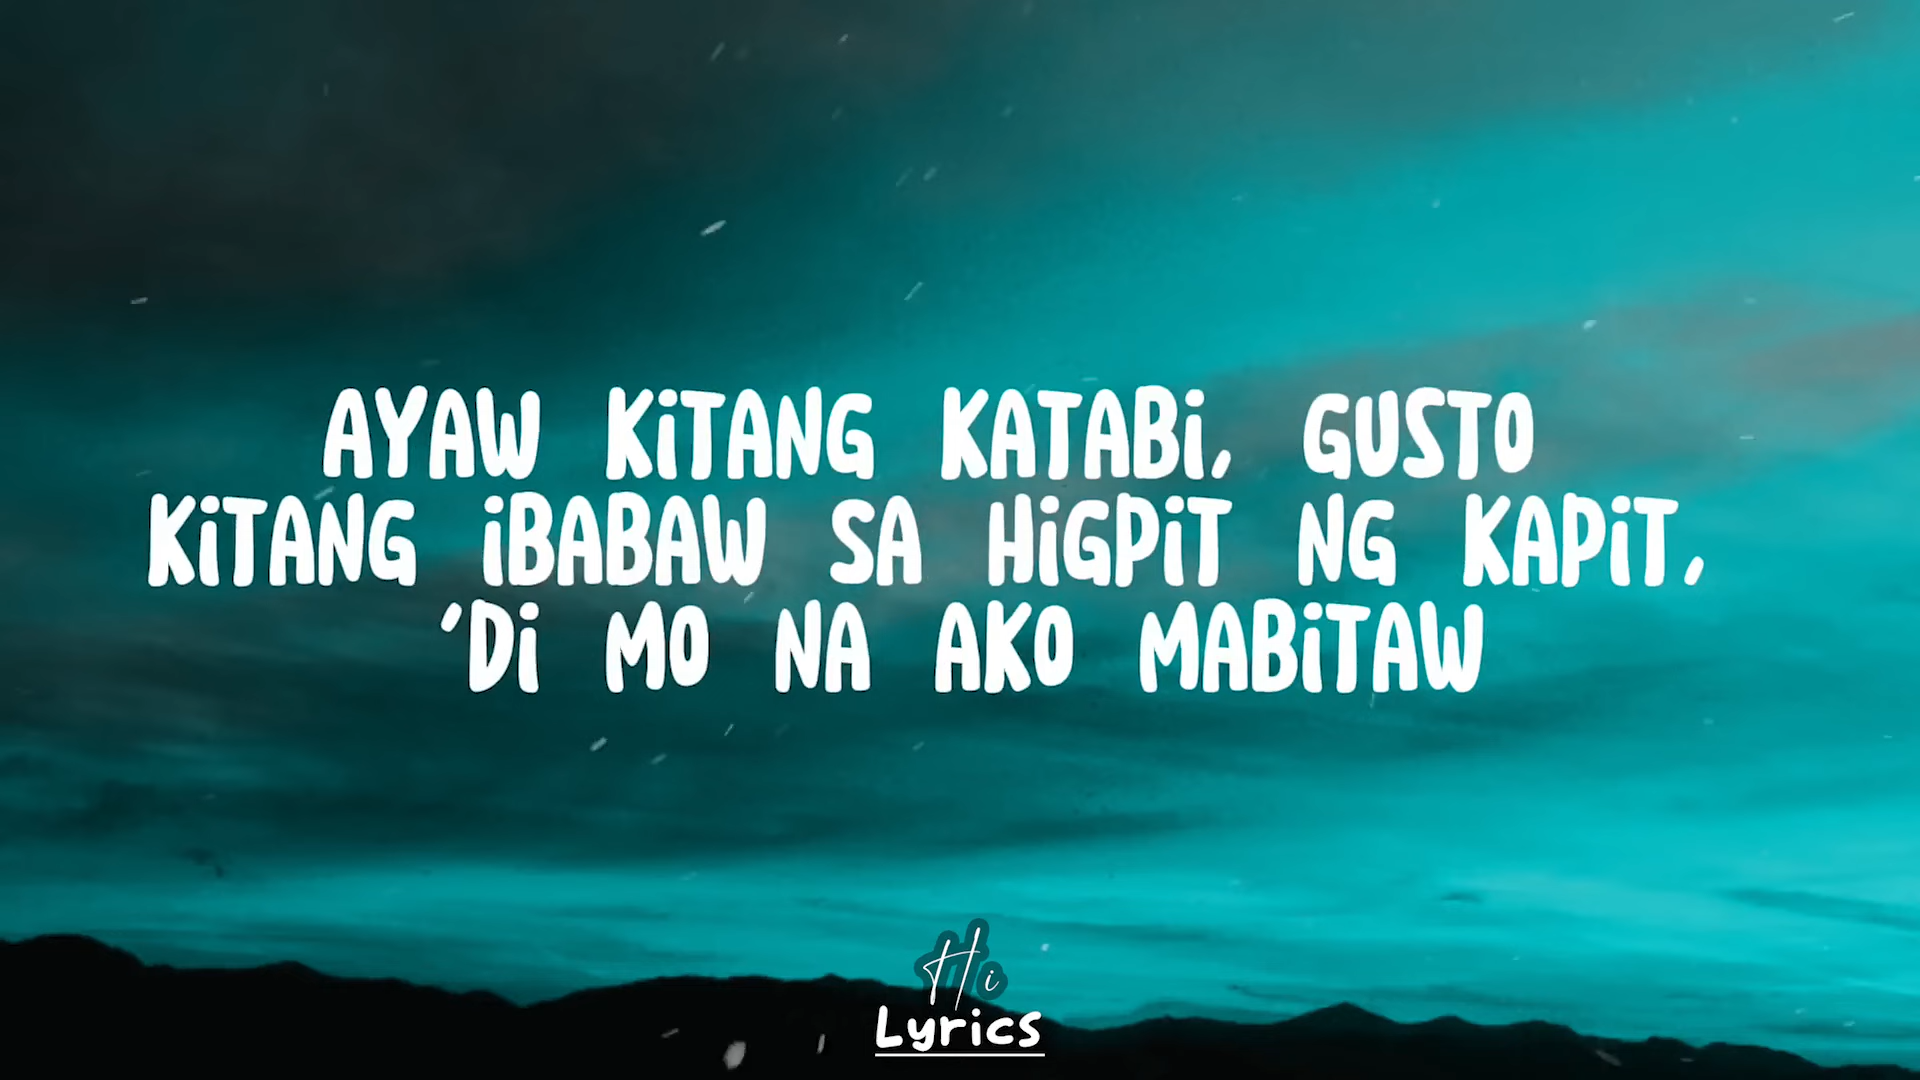 AYAW KiTANG KATABi, GUSTO
KiTANG iBABAW SA HiGPiT NG KAPiT,
'Di MO NA AKO MABiTAW
Hi
Lyrics